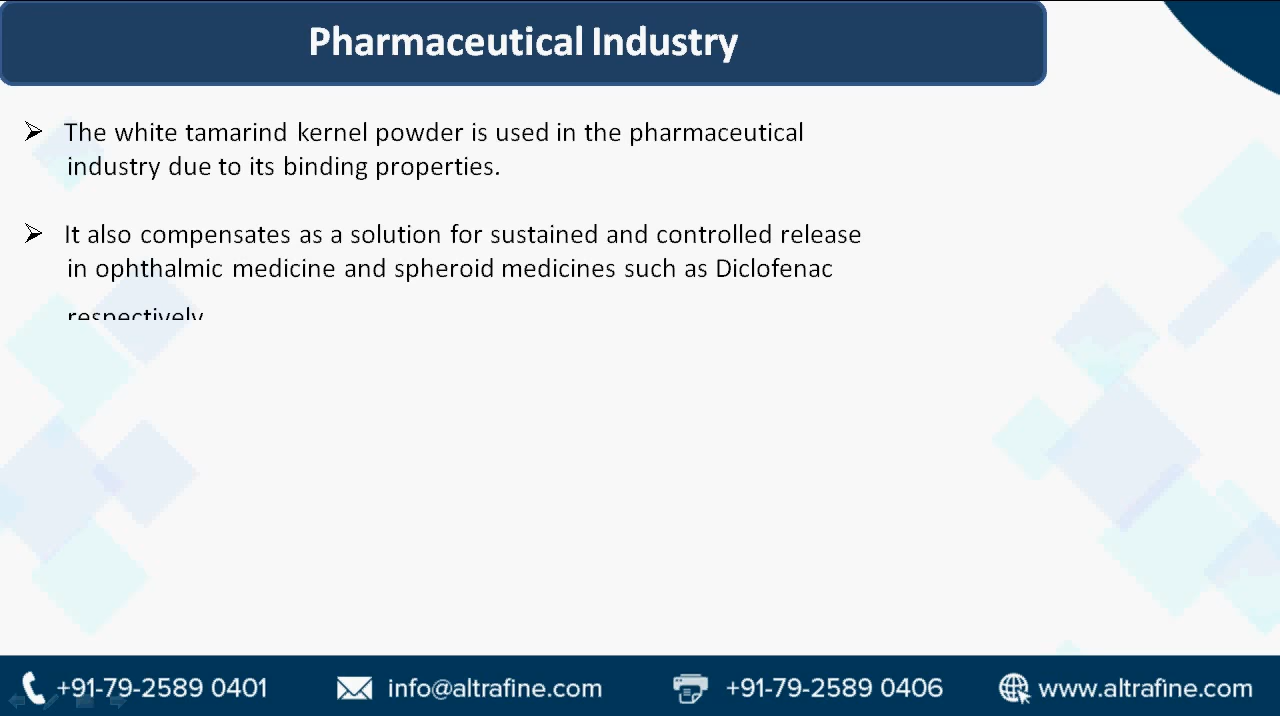 Pharmaceutical Industry
The white tamarind kernel powder is used in the pharmaceutical
industry due to its binding properties.
It also compensates as a solution for sustained and controlled release
in ophthalmic medicine and spheroid medicines such as Diclofenac
respectively
+91-79-2589 0401 info@altrafine.com +91-79-2589 0406 www.altrafine.com